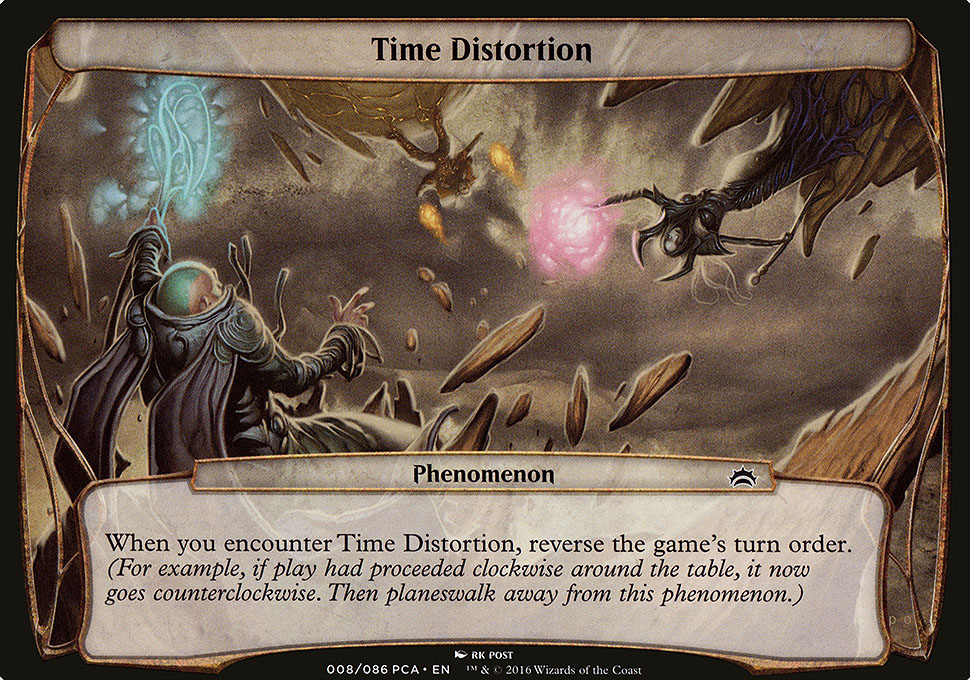 Time Distortion
Phenomenon
When you encounter Time Distortion, reverse the game's turn order.
(For example, if play had proceeded clockwise around the table, it now
goes counterclockwise. Then planeswalk away from this phenomenon.)
RK POST
008/086 PCA • EN ™ & © 2016 Wizards of the Coast